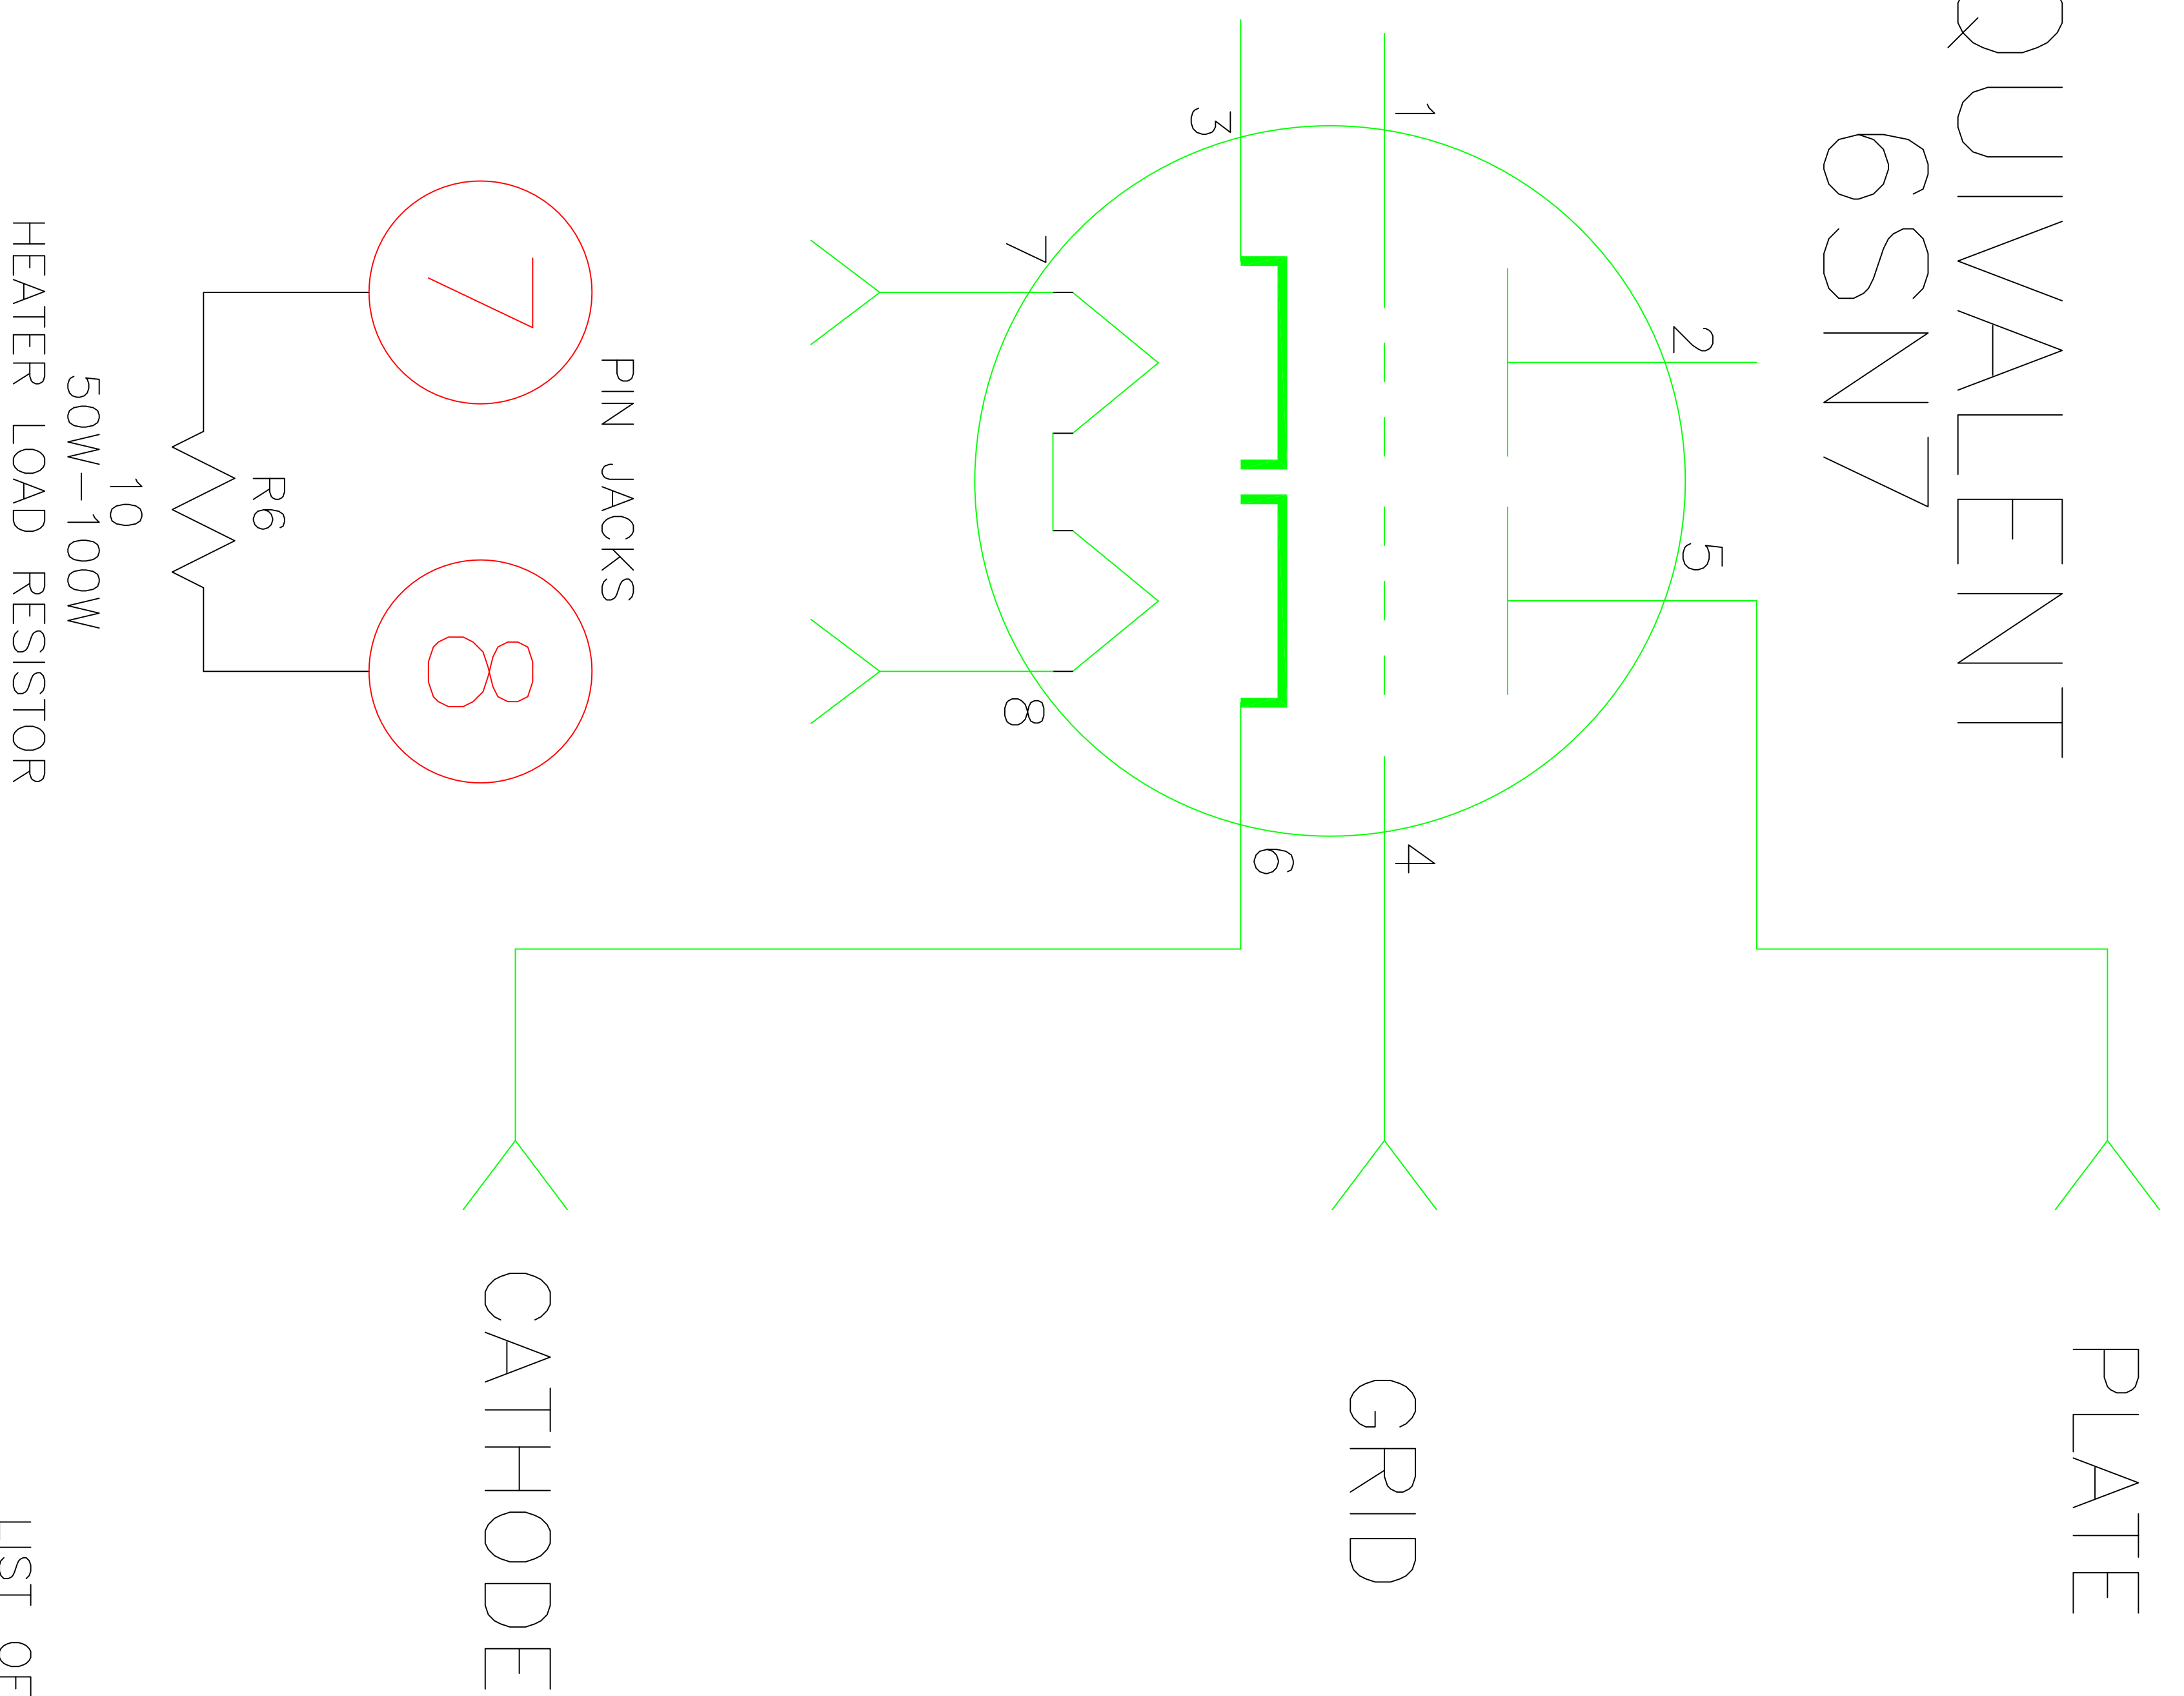 QUIVALENT
6SN7
PLATE
2
5
1
4
GRID
3
6
7
8
PIN JACKS
7
8
CATHODE
R6
10
50W-100W
HEATER LOAD RESISTOR
LIST OF